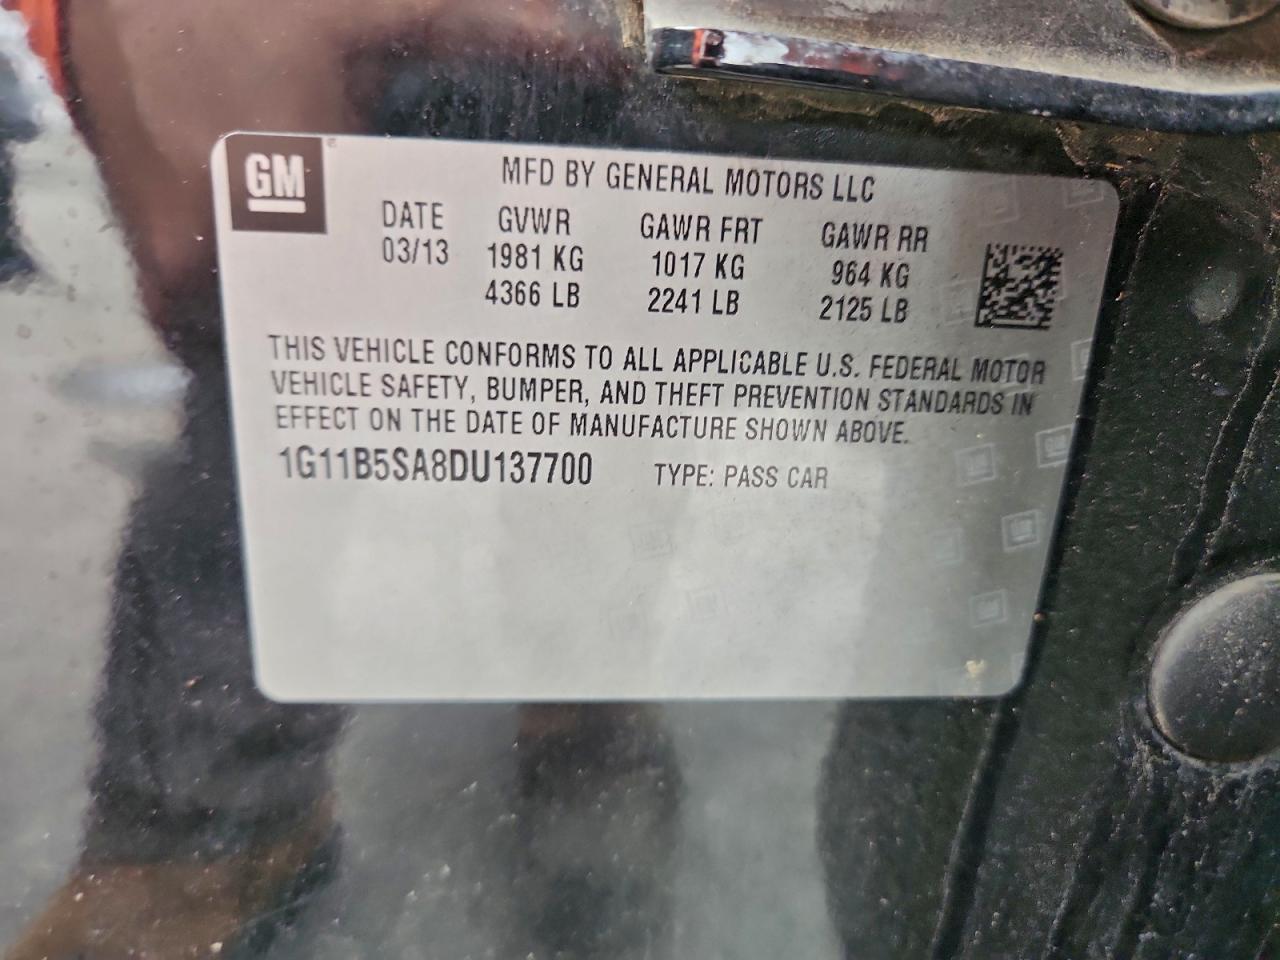 GM
MFD BY GENERAL MOTORS LLC
DATE GVWR GAWR FRT GAWR RR
03/13 1981 KG 1017 KG 964 KG
4366 LB 2241 LB 2125 LB
THIS VEHICLE CONFORMS TO ALL APPLICABLE U.S. FEDERAL MOTOR
VEHICLE SAFETY, BUMPER, AND THEFT PREVENTION STANDARDS IN
EFFECT ON THE DATE OF MANUFACTURE SHOWN ABOVE.
1G11B5SA8DU137700 TYPE: PASS CAR